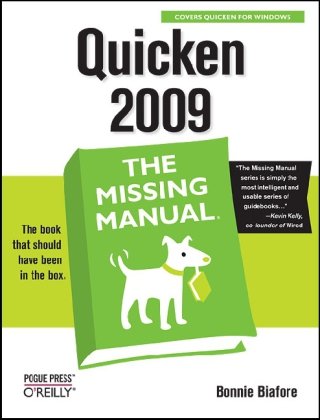 COVERS QUICKEN FOR WINDOWS
Quicken
2009
THE
MISSING
MANUAL®
"The Missing Manual
series is simply the
most intelligent and
usable series of
guidebooks..."
—Kevin Kelly,
co-founder of Wired
The book
that should
have been
in the box®
POGUE PRESS™
O'REILLY®
Bonnie Biafore